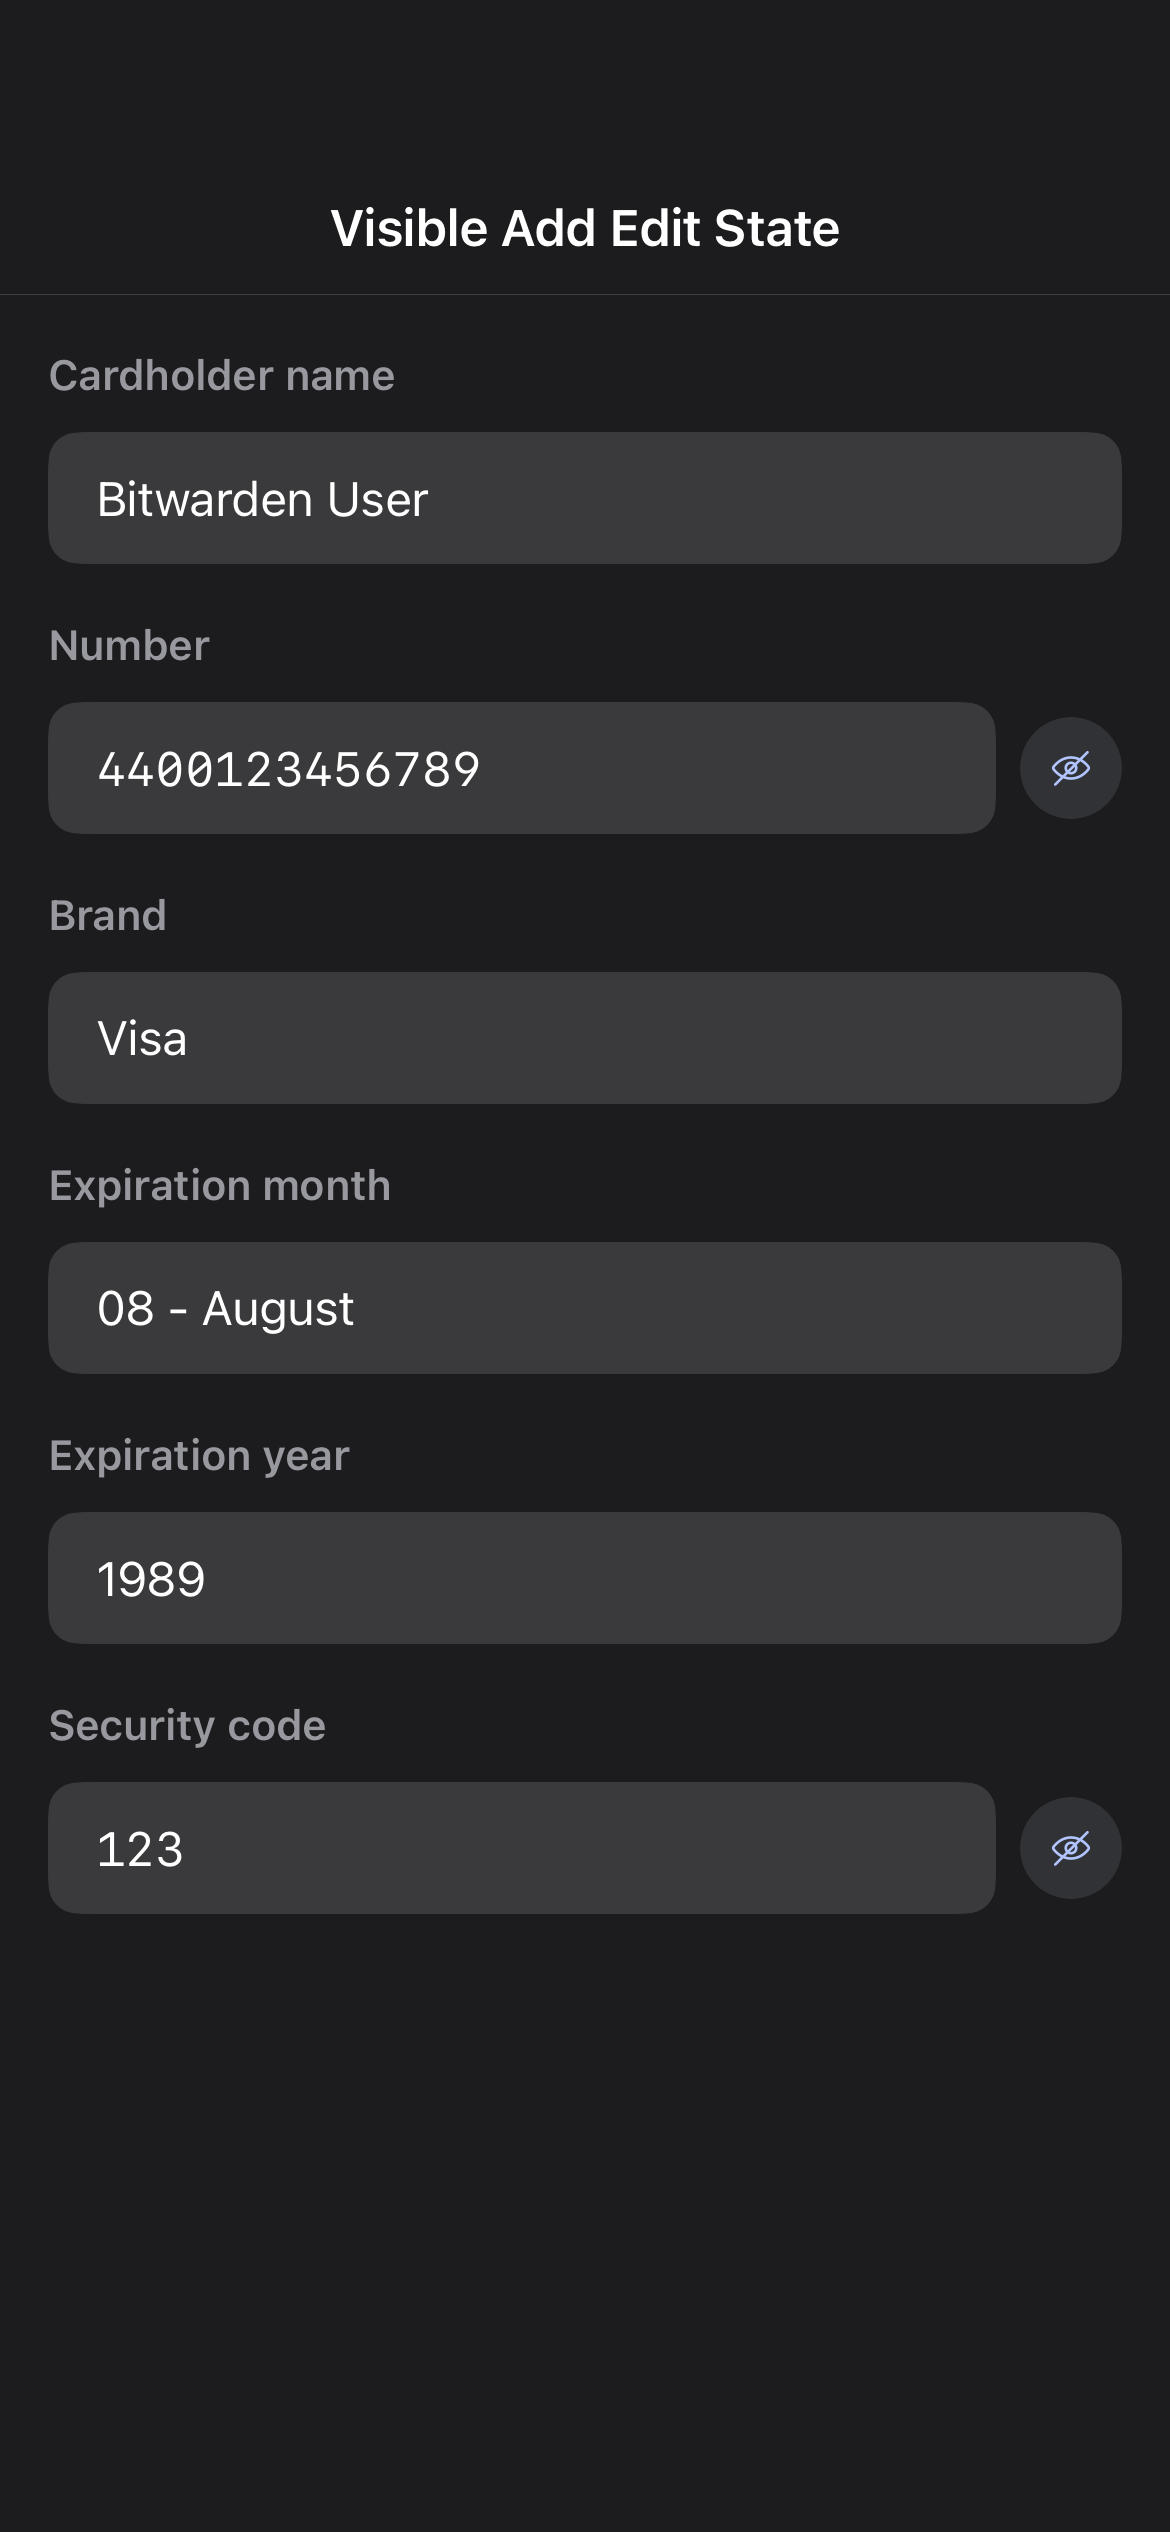 Visible Add Edit State
Cardholder name
Bitwarden User
Number
4400123456789
Brand
Visa
Expiration month
08 - August
Expiration year
1989
Security code
123